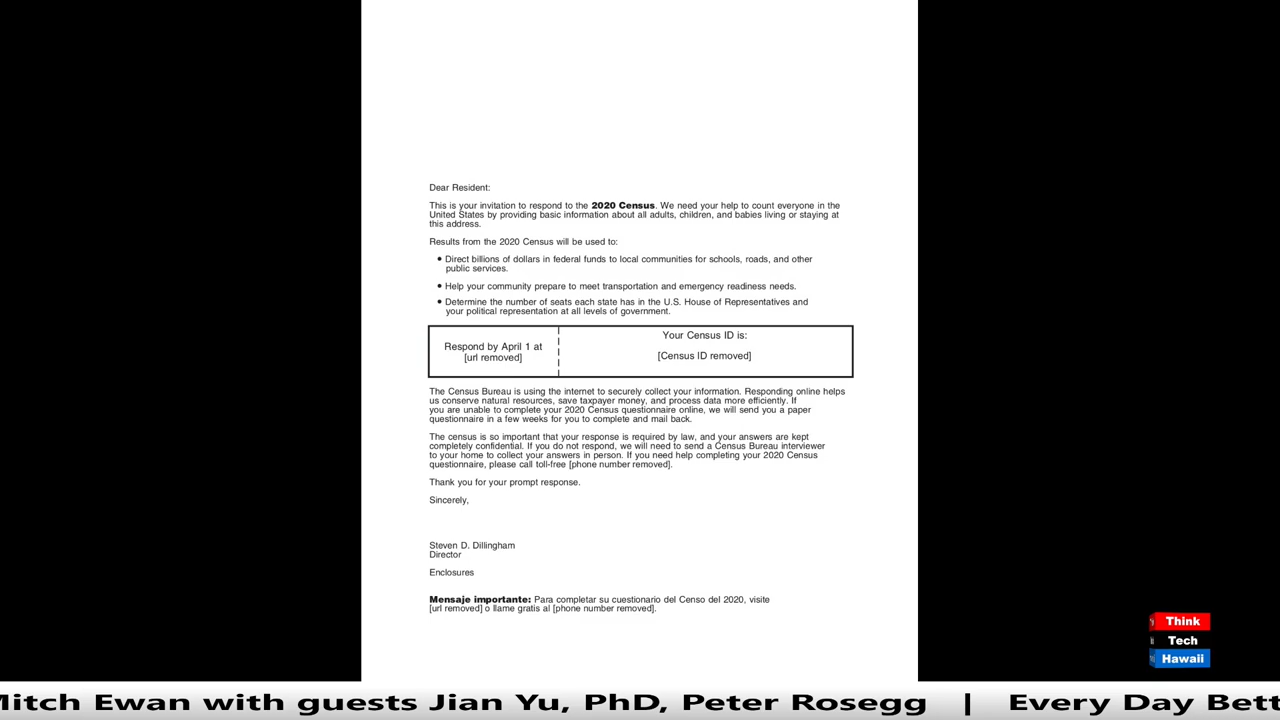 Dear Resident:
This is your invitation to respond to the 2020 Census. We need your help to count everyone in the
United States by providing basic information about all adults, children, and babies living or staying at
this address.
Results from the 2020 Census will be used to:
• Direct billions of dollars in federal funds to local communities for schools, roads, and other
public services.
• Help your community prepare to meet transportation and emergency readiness needs.
• Determine the number of seats each state has in the U.S. House of Representatives and
your political representation at all levels of government.
Respond by April 1 at
[url removed]
Your Census ID is:
[Census ID removed]
The Census Bureau is using the internet to securely collect your information. Responding online helps
us conserve natural resources, save taxpayer money, and process data more efficiently. If
you are unable to complete your 2020 Census questionnaire online, we will send you a paper
questionnaire in a few weeks for you to complete and mail back.
The census is so important that your response is required by law, and your answers are kept
completely confidential. If you do not respond, we will need to send a Census Bureau interviewer
to your home to collect your answers in person. If you need help completing your 2020 Census
questionnaire, please call toll-free [phone number removed].
Thank you for your prompt response.
Sincerely,
Steven D. Dillingham
Director
Enclosures
Mensaje importante: Para completar su cuestionario del Censo del 2020, visite
[url removed] o llame gratis al [phone number removed].
Think
Tech
Hawaii
Mitch Ewan with guests Jian Yu, PhD, Peter Rosegg | Every Day Bett